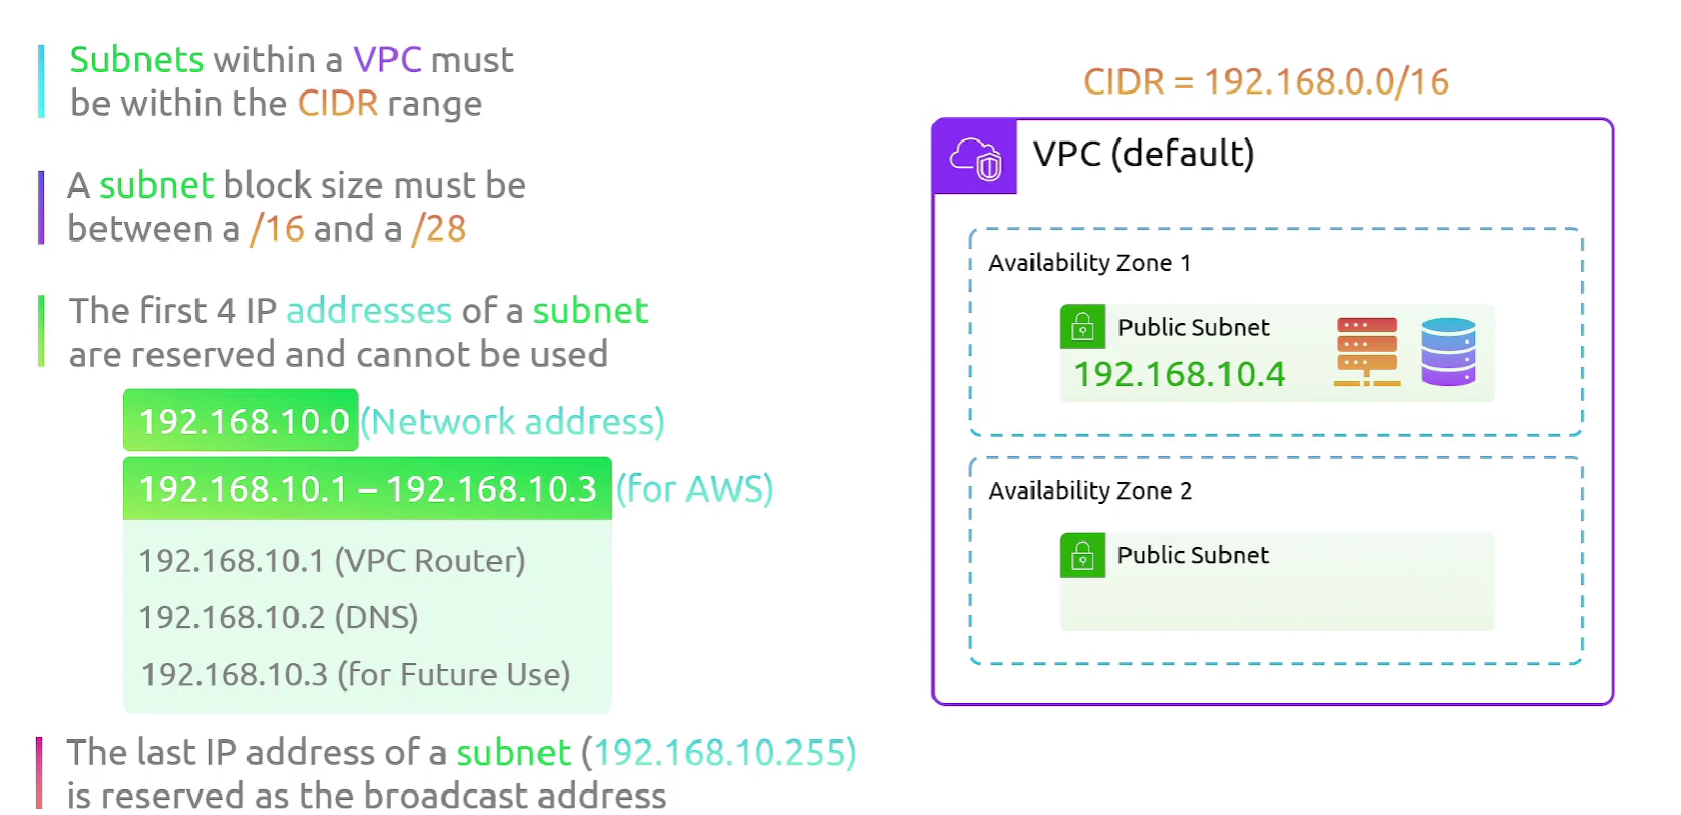 Subnets within a VPC must
be within the CIDR range
A subnet block size must be
between a /16 and a /28
The first 4 IP addresses of a subnet
are reserved and cannot be used
192.168.10.0 (Network address)
192.168.10.1 – 192.168.10.3 (for AWS)
192.168.10.1 (VPC Router)
192.168.10.2 (DNS)
192.168.10.3 (for Future Use)
The last IP address of a subnet (192.168.10.255)
is reserved as the broadcast address
CIDR = 192.168.0.0/16
VPC (default)
Availability Zone 1
Public Subnet
192.168.10.4
Availability Zone 2
Public Subnet